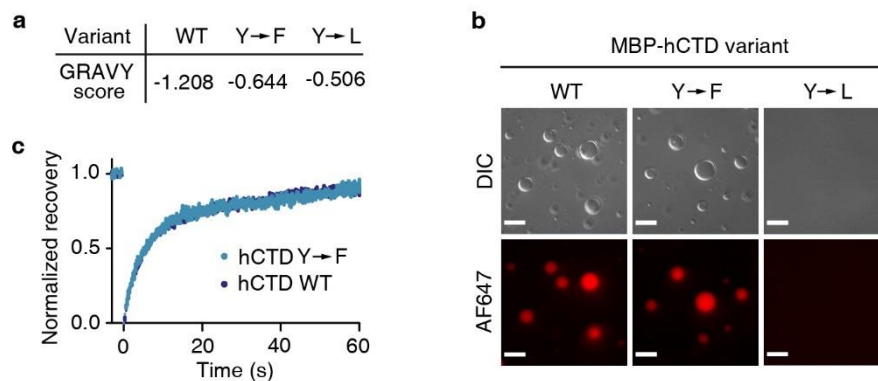 a
Variant WT Y→F Y→L
GRAVY score -1.208 -0.644 -0.506
b
MBP-hCTD variant
WT Y→F Y→L
DIC
AF647
c
Normalized recovery
1.0
0.5
0.0
hCTD Y→F
hCTD WT
0 20 40 60
Time (s)